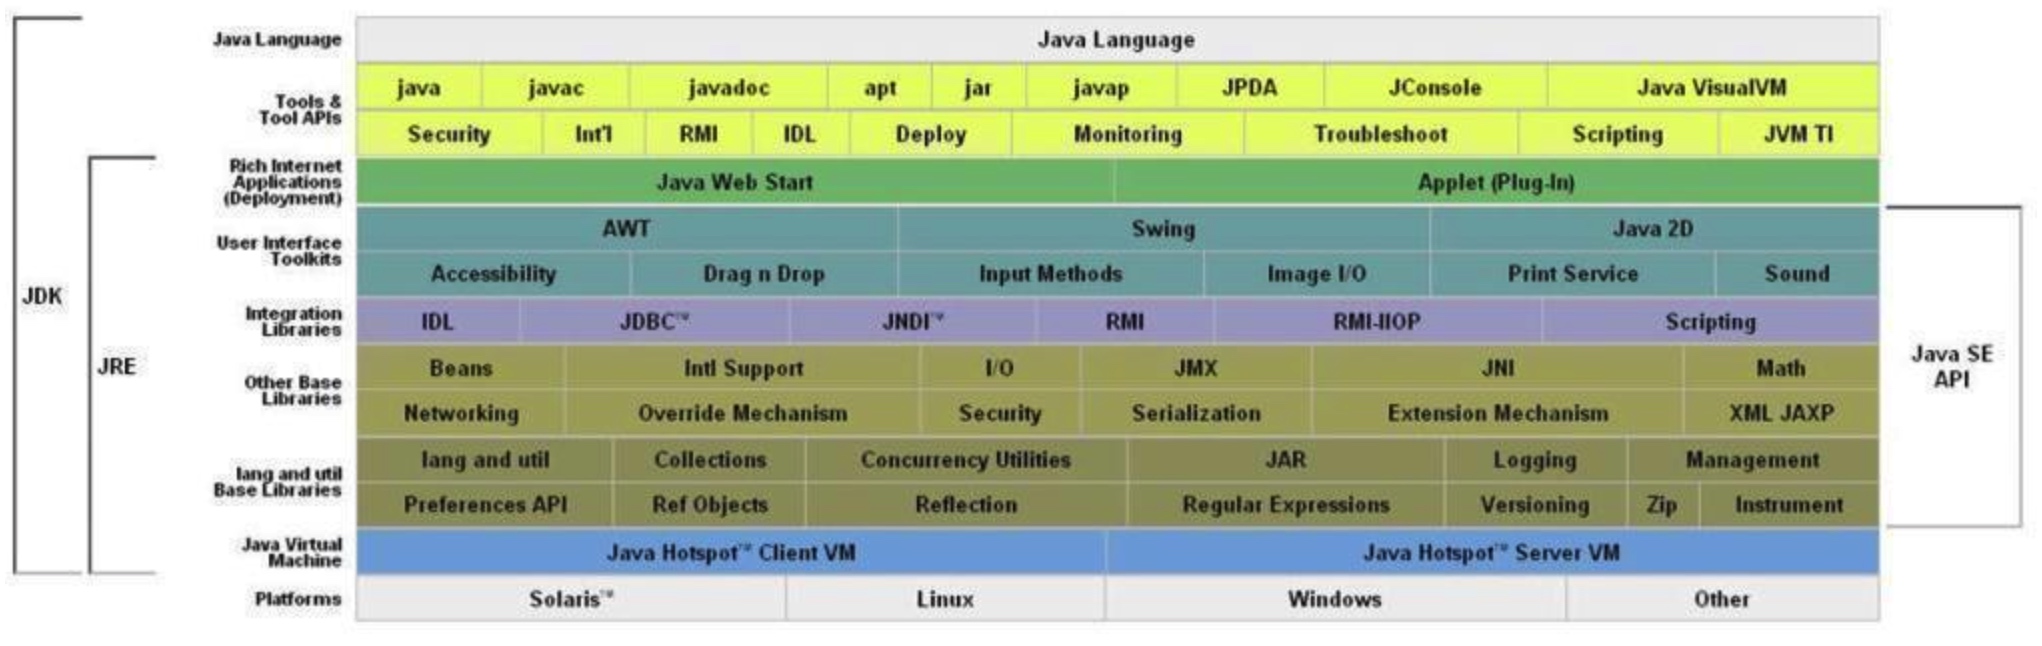 Java Language Java Language
Tools &
Tool APIs
java javac javadoc apt jar javap JPDA JConsole Java VisualVM
Security Int'l RMI IDL Deploy Monitoring Troubleshoot Scripting JVM TI
Rich Internet
Applications
(Deployment)
Java Web Start Applet (Plug-In)
User Interface
Toolkits
AWT Swing Java 2D
Accessibility Drag n Drop Input Methods Image I/O Print Service Sound
Integration
Libraries
IDL JDBC™ JNDI™ RMI RMI-IIOP Scripting
Other Base
Libraries
Beans Intl Support I/O JMX JNI Math
Networking Override Mechanism Security Serialization Extension Mechanism XML JAXP
lang and util
Base Libraries
lang and util Collections Concurrency Utilities JAR Logging Management
Preferences API Ref Objects Reflection Regular Expressions Versioning Zip Instrument
Java Virtual
Machine
Java Hotspot™ Client VM Java Hotspot™ Server VM
Platforms Solaris™ Linux Windows Other
JDK
JRE
Java SE
API